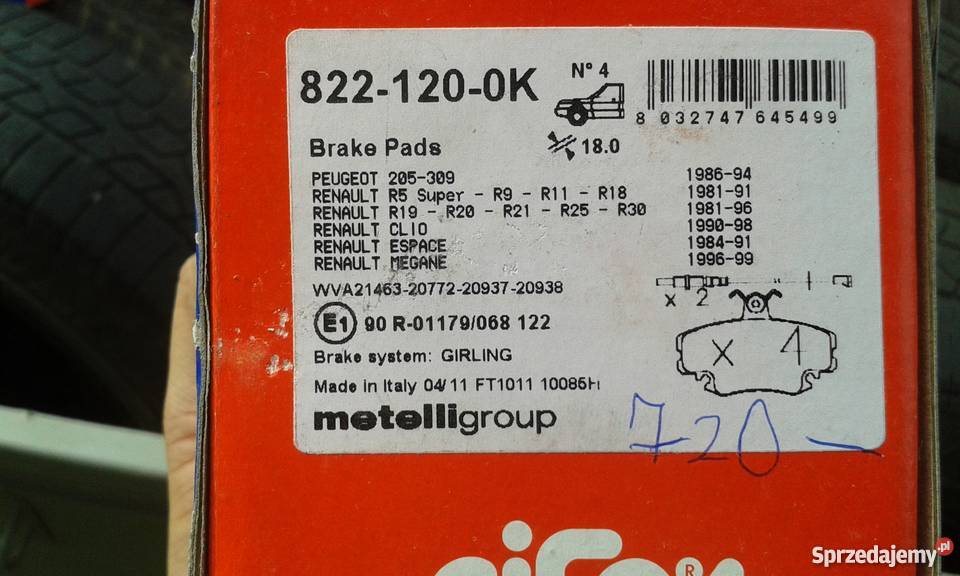 822-120-0K
N° 4
8 032747 645499
Brake Pads
18.0
PEUGEOT 205-309 1986-94
RENAULT R5 Super - R9 - R11 - R18 1981-91
RENAULT R19 - R20 - R21 - R25 - R30 1981-96
RENAULT CLIO 1990-98
RENAULT ESPACE 1984-91
RENAULT MEGANE 1996-99
WVA21463-20772-20937-20938
x 2
E1 90 R-01179/068 122
x 4
Brake system: GIRLING
Made in Italy 04/11 FT1011 10085H
metelligroup
720 -
Sprzedajemy.pl